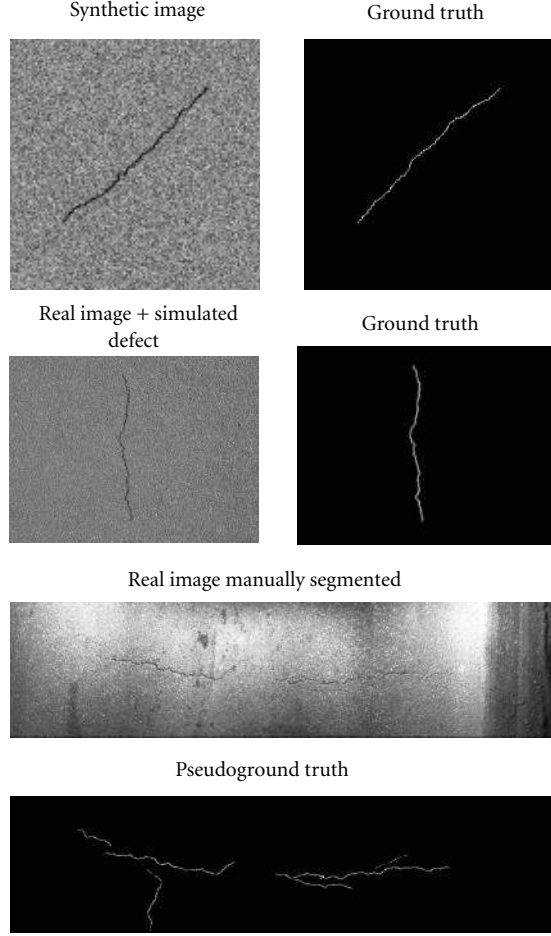 Synthetic image
Ground truth
Real image + simulated
defect
Ground truth
Real image manually segmented
Pseudoground truth